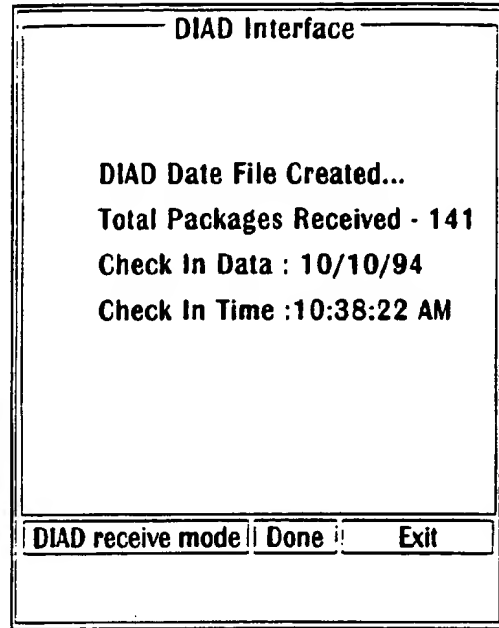 DIAD Interface
DIAD Date File Created...
Total Packages Received - 141
Check In Data : 10/10/94
Check In Time :10:38:22 AM
DIAD receive mode Done Exit